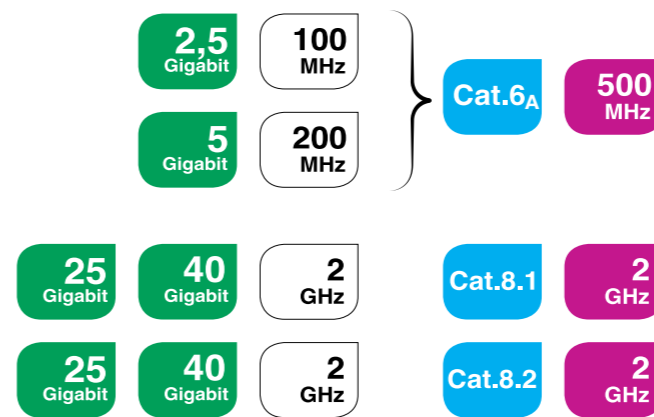 2,5
Gigabit
100
MHz
5
Gigabit
200
MHz
Cat.6A
500
MHz
25
Gigabit
40
Gigabit
2
GHz
Cat.8.1
2
GHz
25
Gigabit
40
Gigabit
2
GHz
Cat.8.2
2
GHz